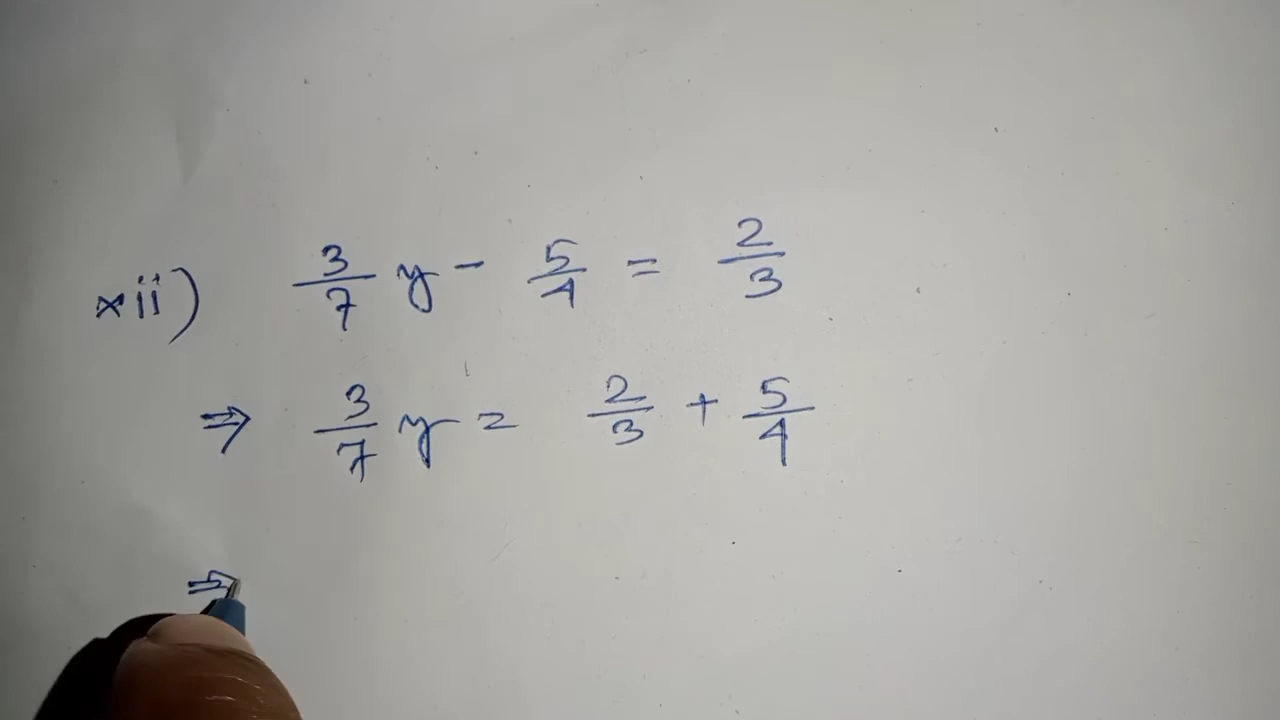 xii) 3/7 y - 5/4 = 2/3
⇒ 3/7 y = 2/3 + 5/4
⇒